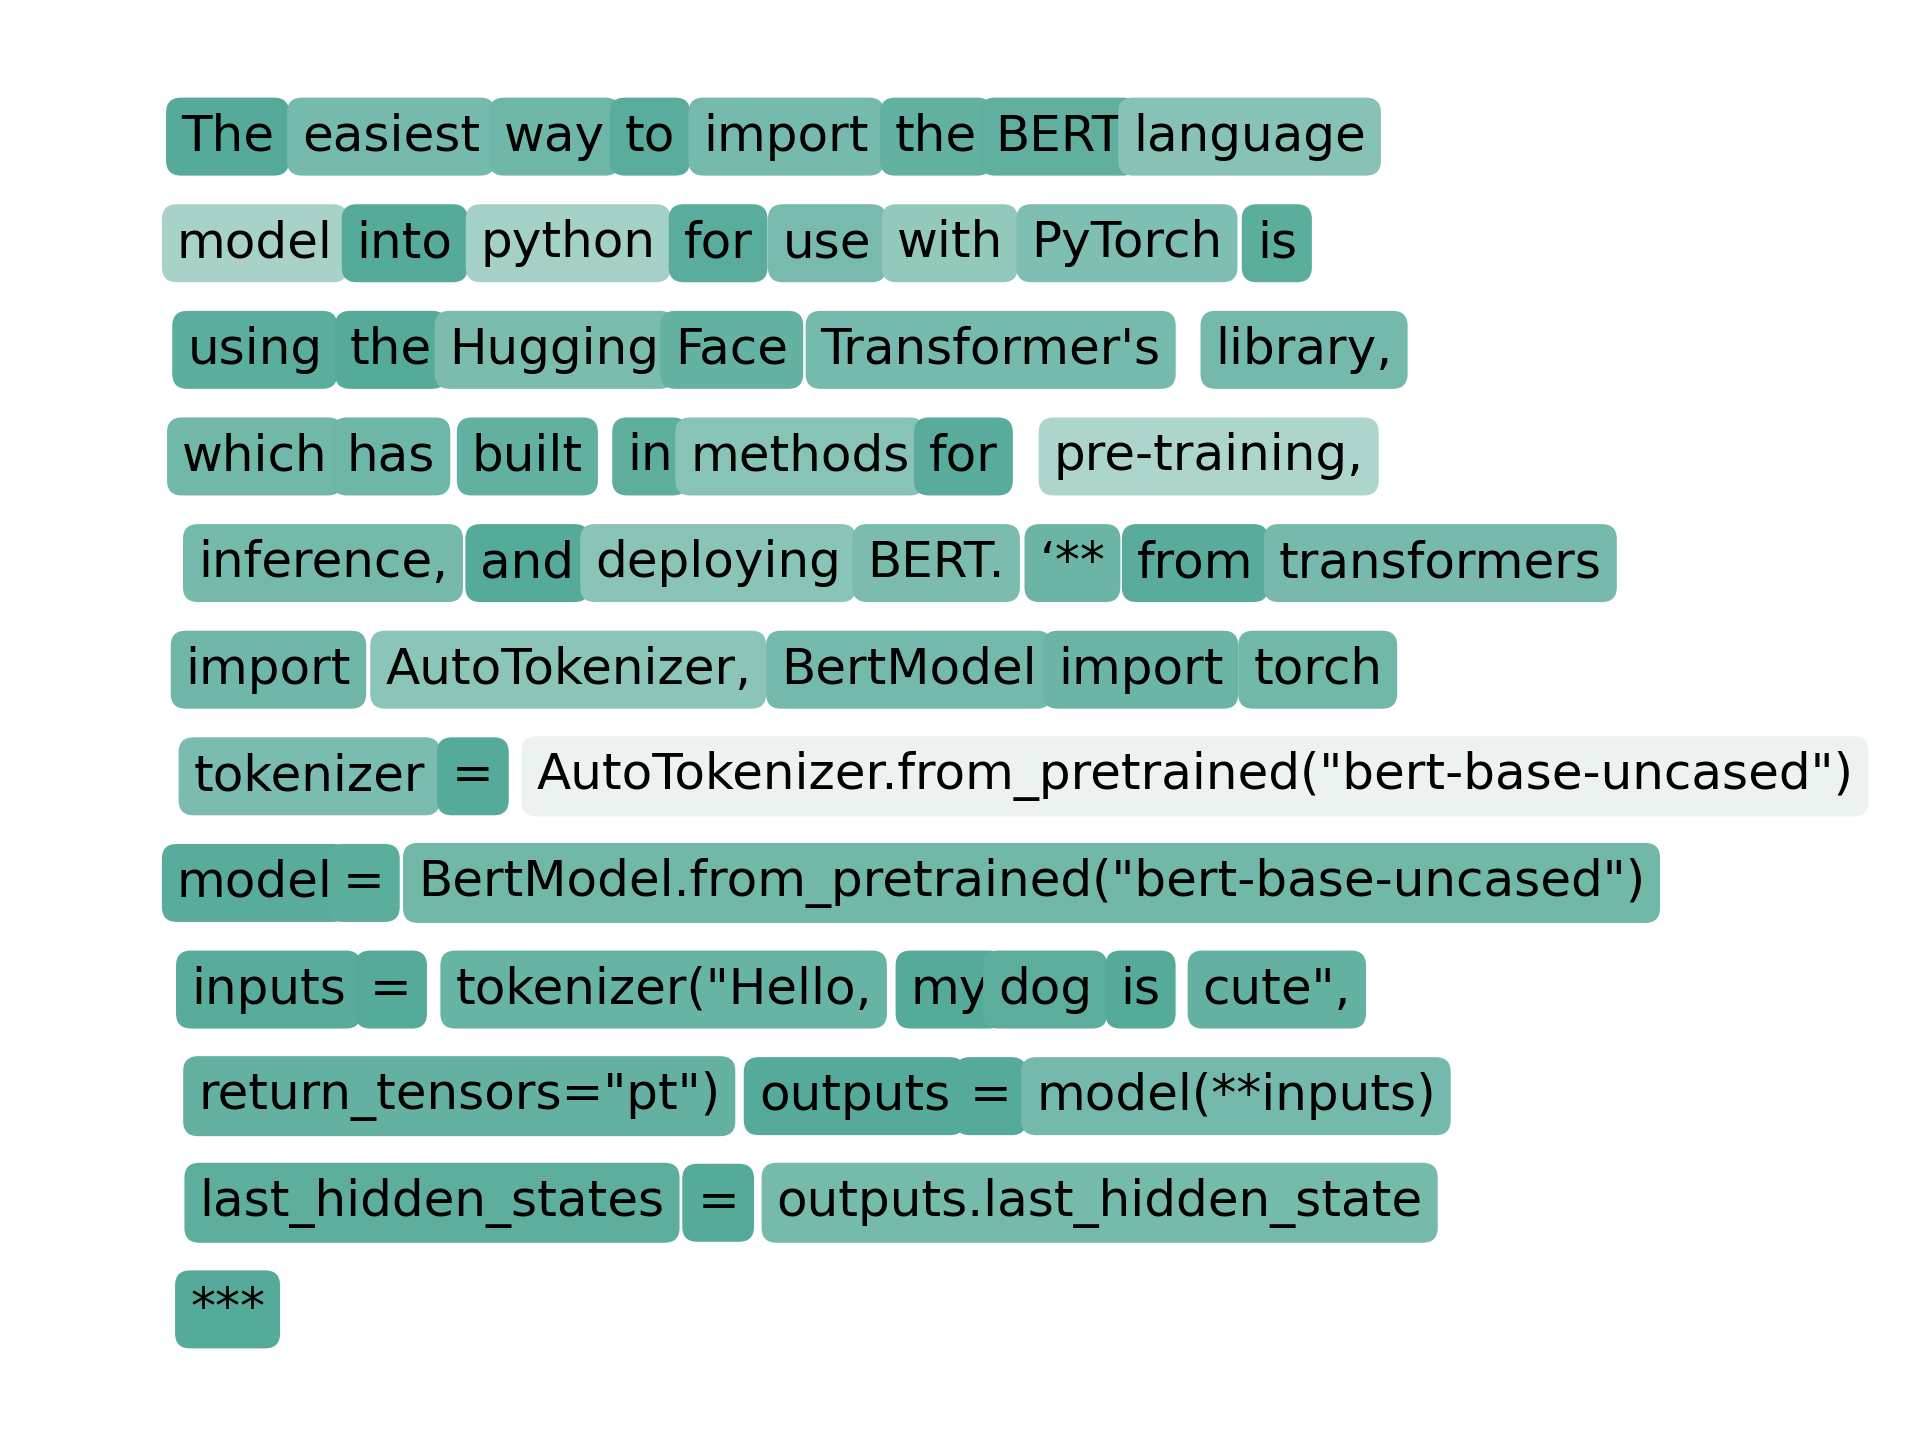 The easiest way to import the BERT language
model into python for use with PyTorch is
using the Hugging Face Transformer's library,
which has built in methods for pre-training,
inference, and deploying BERT. ‘** from transformers
import AutoTokenizer, BertModel import torch
tokenizer = AutoTokenizer.from_pretrained("bert-base-uncased")
model = BertModel.from_pretrained("bert-base-uncased")
inputs = tokenizer("Hello, my dog is cute",
return_tensors="pt") outputs = model(**inputs)
last_hidden_states = outputs.last_hidden_state
***